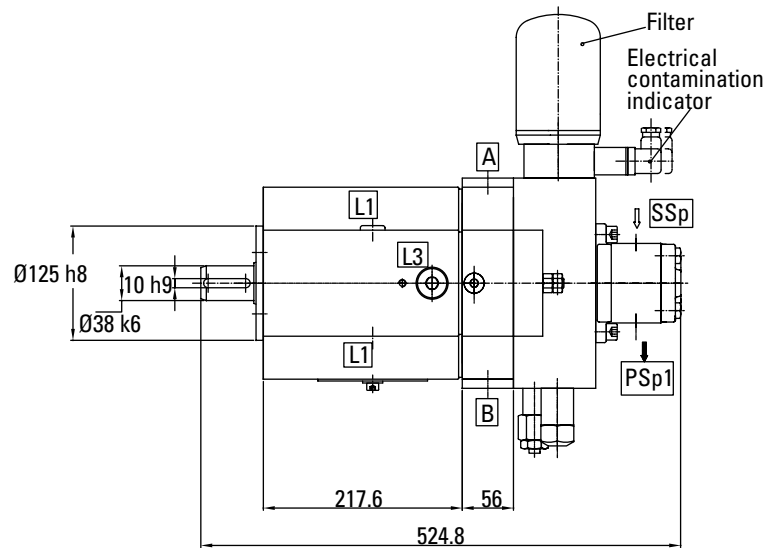 Filter
Electrical
contamination
indicator
A
L1
SSp
L3
Ø125 h8
10 h9
Ø38 k6
L1
PSp1
B
217.6
56
524.8